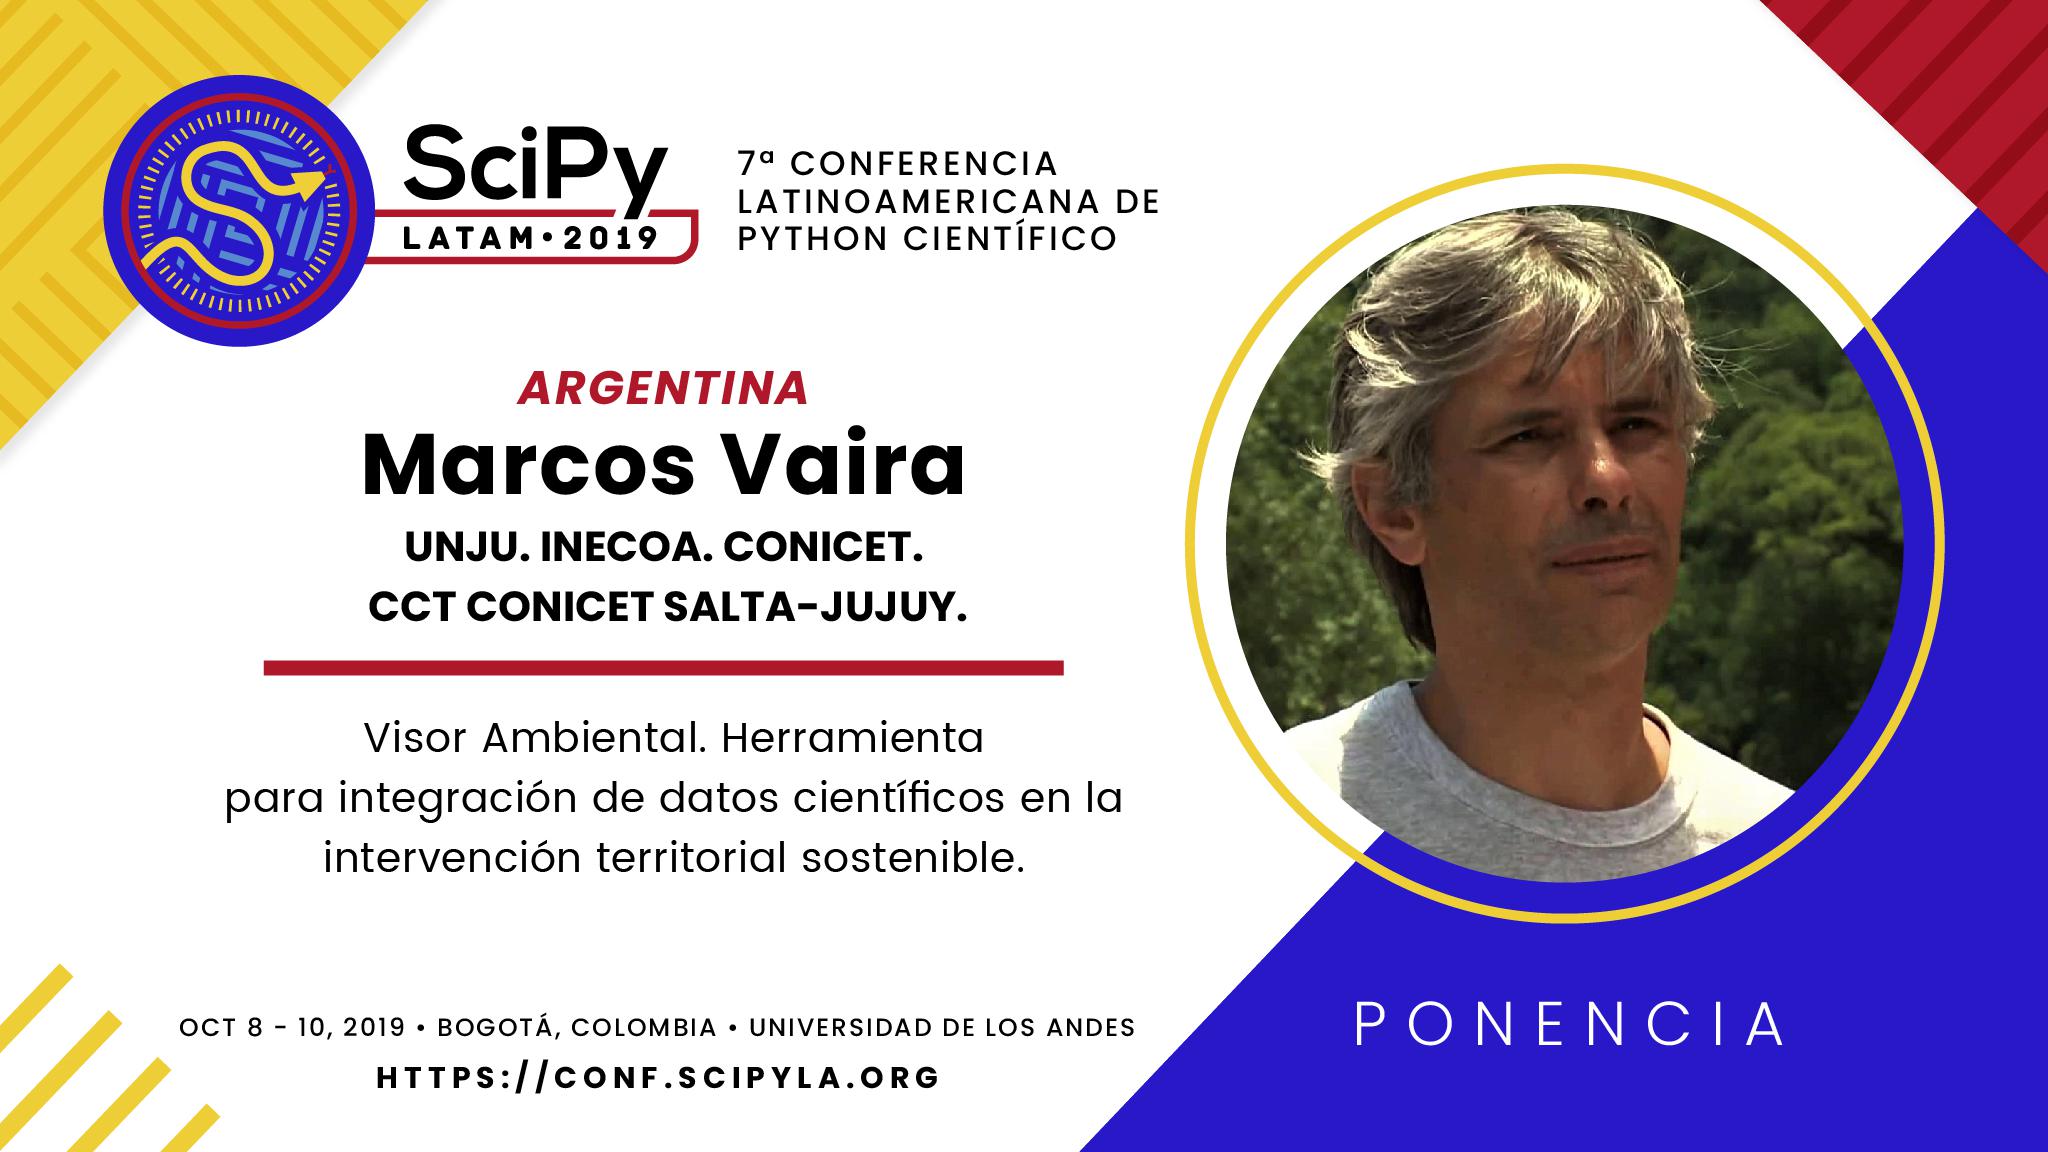 SciPy
LATAM•2019
7ª CONFERENCIA
LATINOAMERICANA DE
PYTHON CIENTÍFICO
ARGENTINA
Marcos Vaira
UNJU. INECOA. CONICET.
CCT CONICET SALTA-JUJUY.
Visor Ambiental. Herramienta
para integración de datos científicos en la
intervención territorial sostenible.
OCT 8 - 10, 2019 • BOGOTÁ, COLOMBIA • UNIVERSIDAD DE LOS ANDES
HTTPS://CONF.SCIPYLA.ORG
PONENCIA